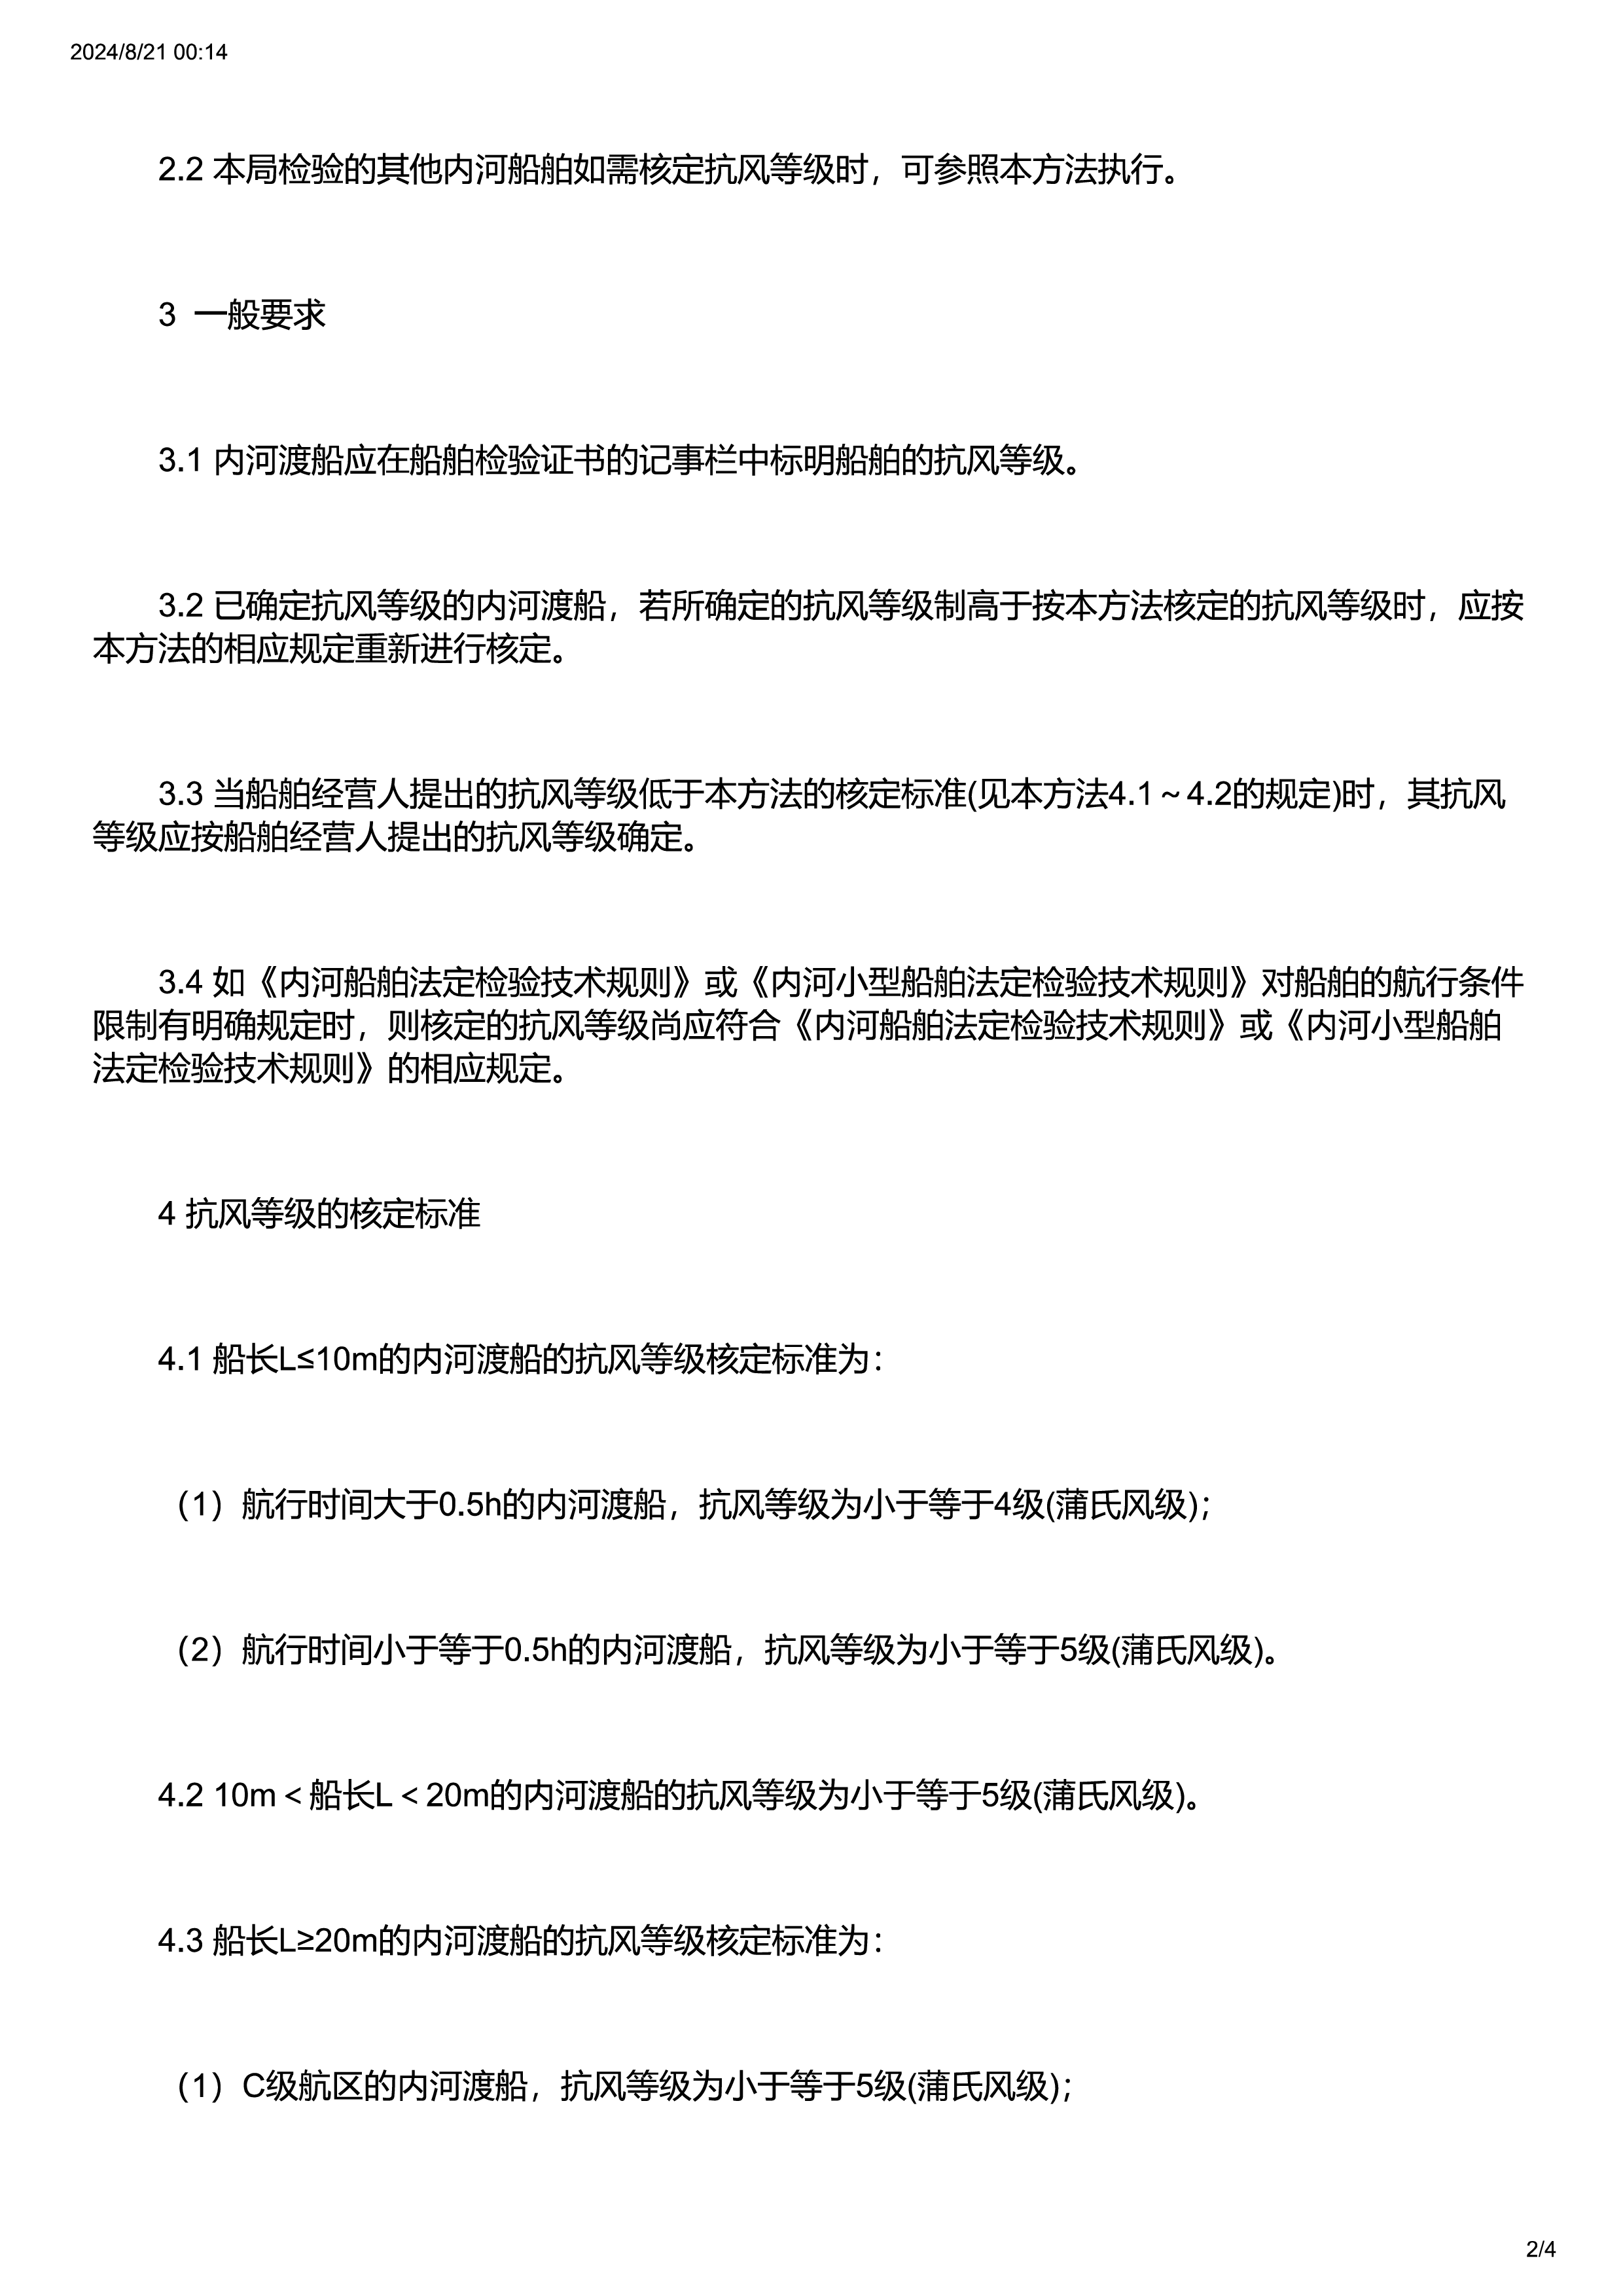 2024/8/21 00:14
2.2 本局检验的其他内河船舶如需核定抗风等级时，可参照本方法执行。
3 一般要求
3.1 内河渡船应在船舶检验证书的记事栏中标明船舶的抗风等级。
3.2 已确定抗风等级的内河渡船，若所确定的抗风等级制高于按本方法核定的抗风等级时，应按
本方法的相应规定重新进行核定。
3.3 当船舶经营人提出的抗风等级低于本方法的核定标准(见本方法4.1～4.2的规定)时，其抗风
等级应按船舶经营人提出的抗风等级确定。
3.4 如《内河船舶法定检验技术规则》或《内河小型船舶法定检验技术规则》对船舶的航行条件
限制有明确规定时，则核定的抗风等级尚应符合《内河船舶法定检验技术规则》或《内河小型船舶
法定检验技术规则》的相应规定。
4 抗风等级的核定标准
4.1 船长L≤10m的内河渡船的抗风等级核定标准为：
（1）航行时间大于0.5h的内河渡船，抗风等级为小于等于4级(蒲氏风级)；
（2）航行时间小于等于0.5h的内河渡船，抗风等级为小于等于5级(蒲氏风级)。
4.2 10m＜船长L＜20m的内河渡船的抗风等级为小于等于5级(蒲氏风级)。
4.3 船长L≥20m的内河渡船的抗风等级核定标准为：
（1）C级航区的内河渡船，抗风等级为小于等于5级(蒲氏风级)；
2/4